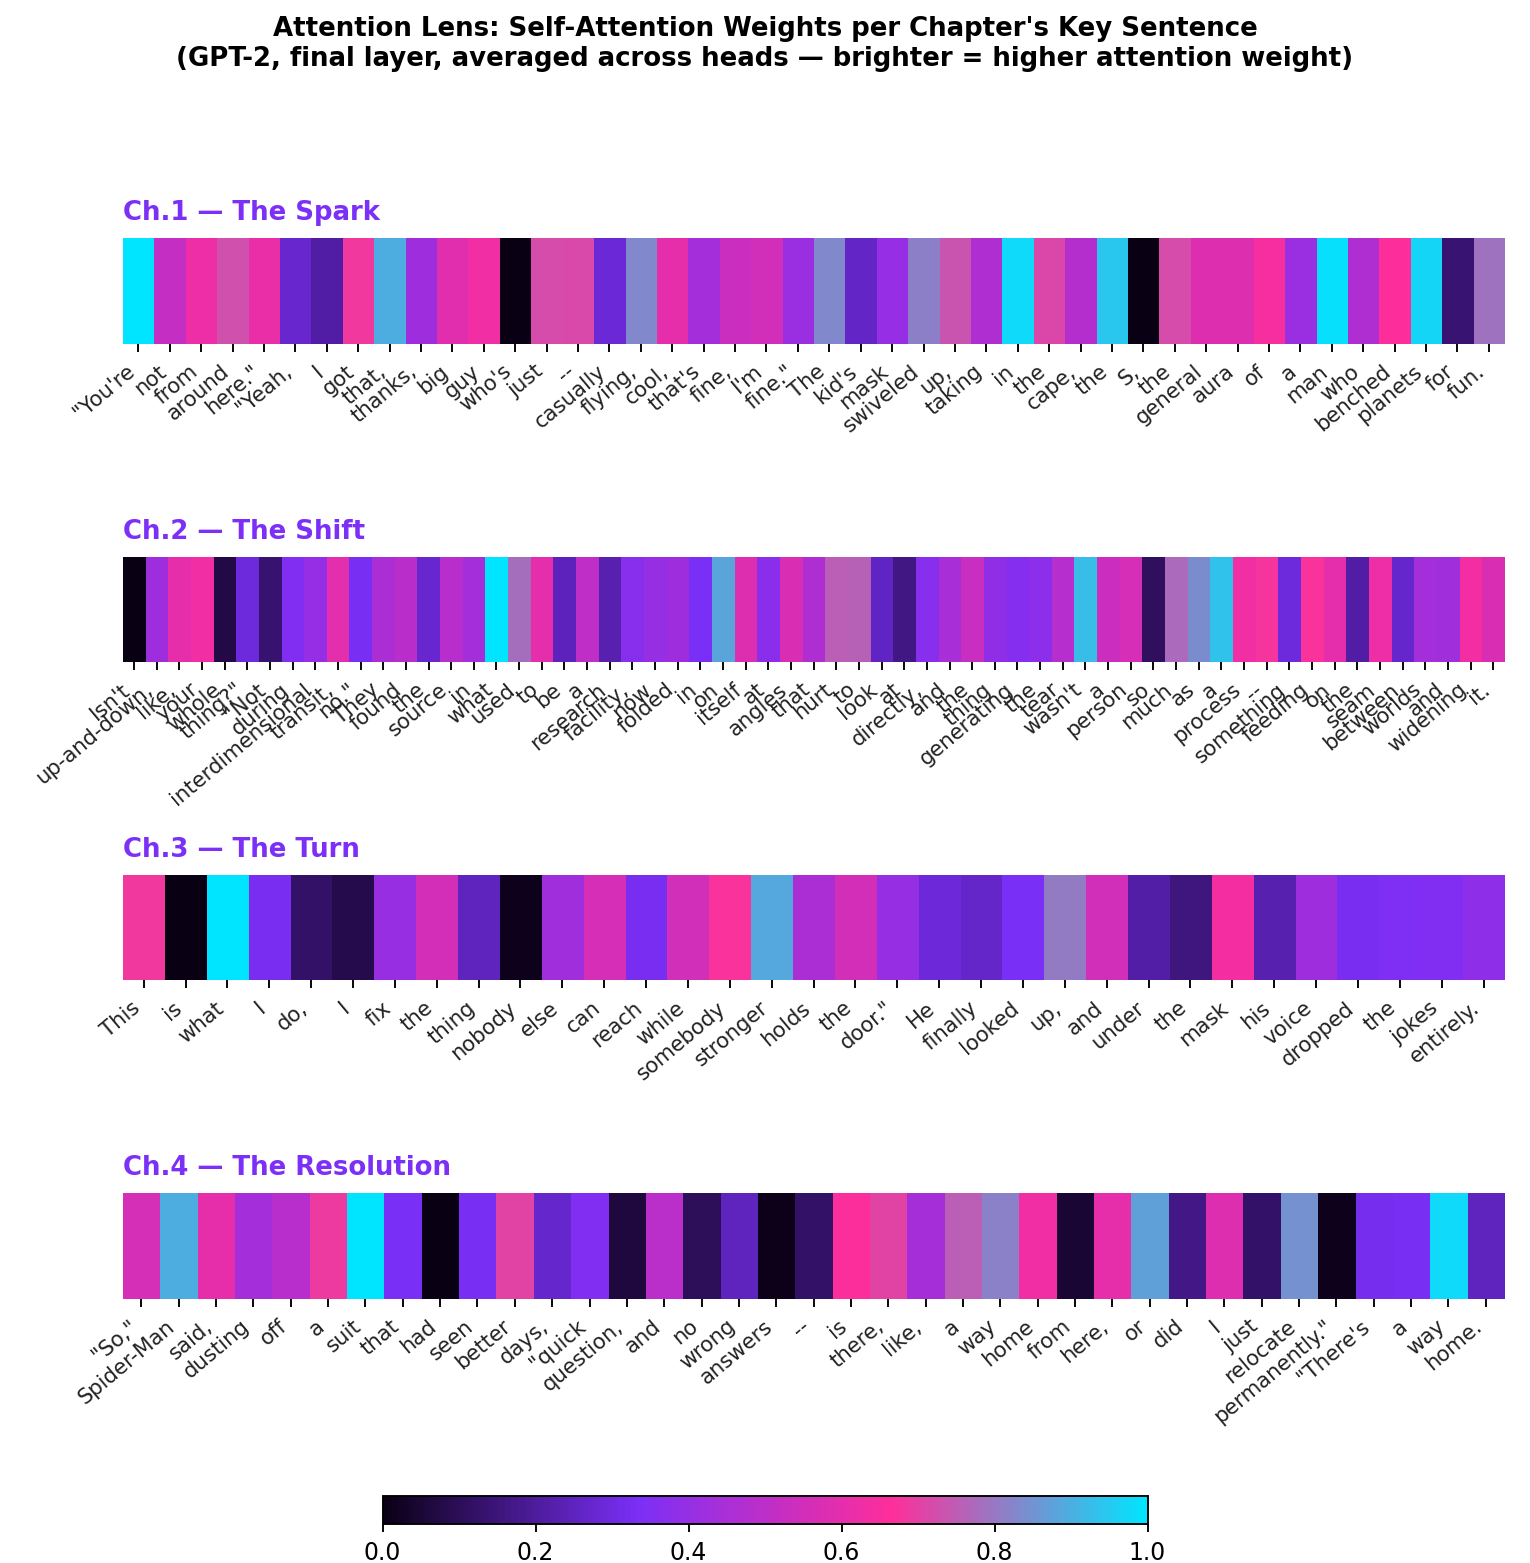 Attention Lens: Self-Attention Weights per Chapter's Key Sentence
(GPT-2, final layer, averaged across heads — brighter = higher attention weight)
Ch.1 — The Spark
"You're not from around here." "Yeah, I got that, thanks, big guy who's just -- casually flying, cool, that's fine, I'm fine." The kid's mask swiveled up, taking in the cape, the S, the general aura of a man who benched planets for fun.
Ch.2 — The Shift
Isn't up-and-down, like, your whole thing?" "Not during interdimensional transit, no." They found the source in what used to be a research facility, now folded in on itself at angles that hurt to look at directly, and the thing generating the tear wasn't a person so much as a process -- something feeding on the seam between worlds and widening it.
Ch.3 — The Turn
This is what I do, I fix the thing nobody else can reach while somebody stronger holds the door." He finally looked up, and under the mask his voice dropped the jokes entirely.
Ch.4 — The Resolution
"So," Spider-Man said, dusting off a suit that had seen better days, "quick question, and no wrong answers -- is there, like, a way home from here, or did I just relocate permanently." "There's a way home.
0.0 0.2 0.4 0.6 0.8 1.0